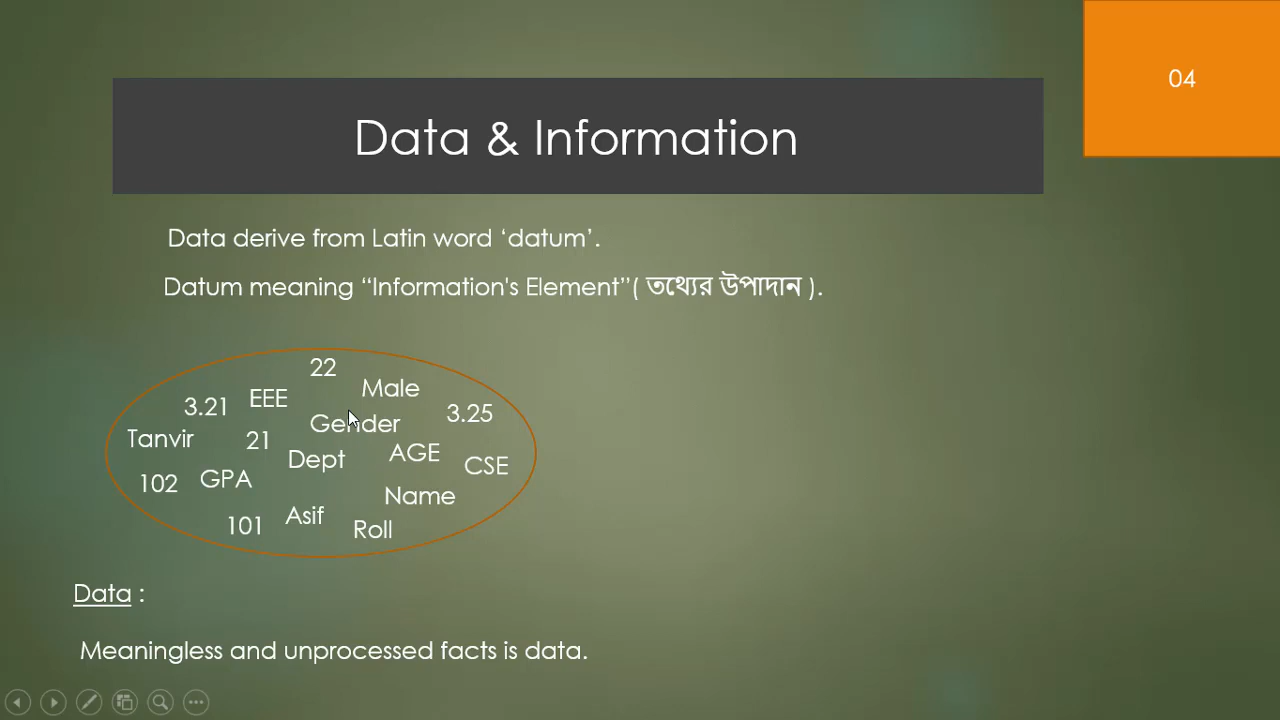 04
Data & Information
Data derive from Latin word ‘datum’.
Datum meaning “Information's Element”( তথ্যের উপাদান ).
22
Male
EEE
3.21
3.25
Gender
Tanvir
21
AGE
Dept
CSE
GPA
102
Name
Asif
101
Roll
Data :
Meaningless and unprocessed facts is data.